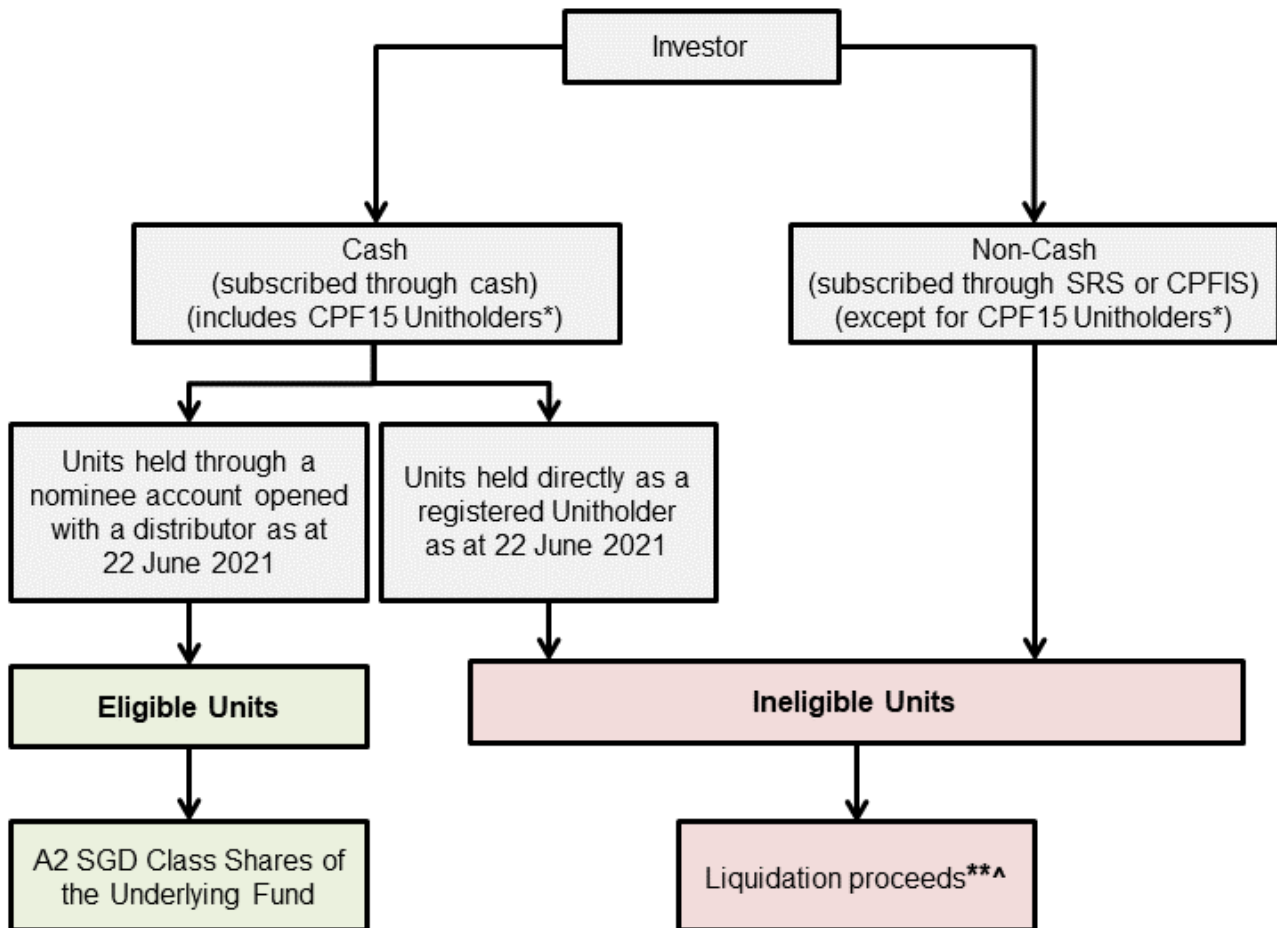 Investor
Cash
(subscribed through cash)
(includes CPF15 Unitholders*)
Non-Cash
(subscribed through SRS or CPFIS)
(except for CPF15 Unitholders*)
Units held through a
nominee account opened
with a distributor as at
22 June 2021
Units held directly as a
registered Unitholder
as at 22 June 2021
Eligible Units
Ineligible Units
A2 SGD Class Shares of
the Underlying Fund
Liquidation proceeds**^